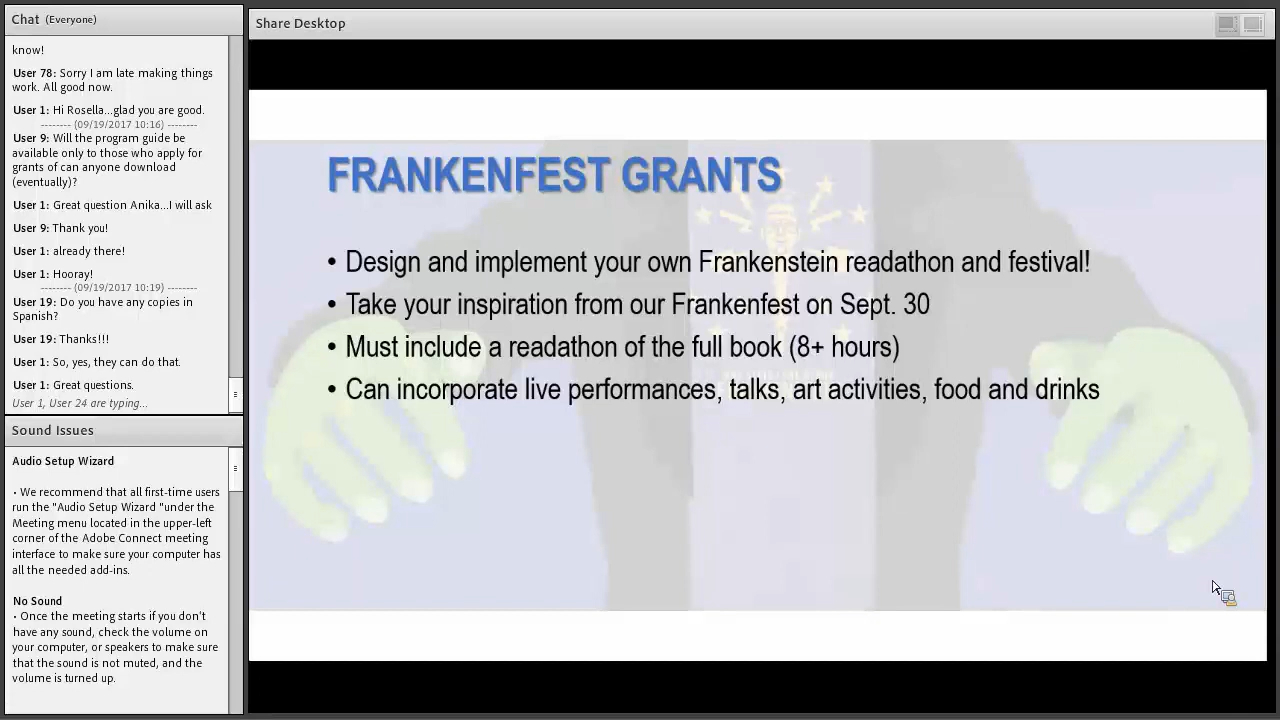 Chat (Everyone)
know!
User 78: Sorry I am late making things
work. All good now.
User 1: Hi Rosella...glad you are good.
-------- (09/19/2017 10:16) --------
User 9: Will the program guide be
available only to those who apply for
grants of can anyone download
(eventually)?
User 1: Great question Anika...I will ask
User 9: Thank you!
User 1: already there!
User 1: Hooray!
-------- (09/19/2017 10:19) --------
User 19: Do you have any copies in
Spanish?
User 19: Thanks!!!
User 1: So, yes, they can do that.
User 1: Great questions.
User 1, User 24 are typing...
Sound Issues
Audio Setup Wizard
• We recommend that all first-time users
run the "Audio Setup Wizard "under the
Meeting menu located in the upper-left
corner of the Adobe Connect meeting
interface to make sure your computer has
all the needed add-ins.
No Sound
• Once the meeting starts if you don't
have any sound, check the volume on
your computer, or speakers to make sure
that the sound is not muted, and the
volume is turned up.
Share Desktop
FRANKENFEST GRANTS
• Design and implement your own Frankenstein readathon and festival!
• Take your inspiration from our Frankenfest on Sept. 30
• Must include a readathon of the full book (8+ hours)
• Can incorporate live performances, talks, art activities, food and drinks